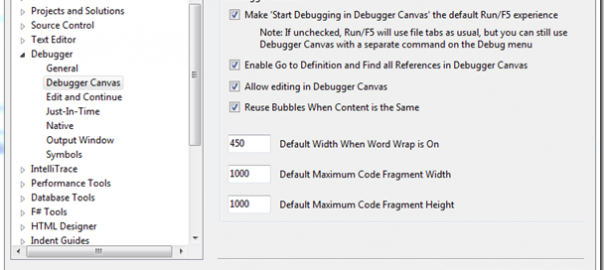 Projects and Solutions
Source Control
Text Editor
Debugger
General
Debugger Canvas
Edit and Continue
Just-In-Time
Native
Output Window
Symbols
IntelliTrace
Performance Tools
Database Tools
F# Tools
HTML Designer
Indent Guides
Make 'Start Debugging in Debugger Canvas' the default Run/F5 experience
Note: If unchecked, Run/F5 will use file tabs as usual, but you can still use
Debugger Canvas with a separate command on the Debug menu
Enable Go to Definition and Find all References in Debugger Canvas
Allow editing in Debugger Canvas
Reuse Bubbles When Content is the Same
450 Default Width When Word Wrap is On
1000 Default Maximum Code Fragment Width
1000 Default Maximum Code Fragment Height